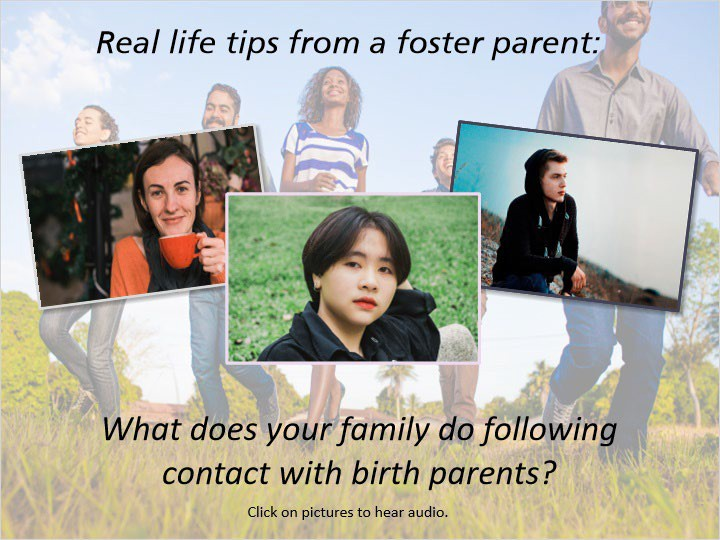 Real life tips from a foster parent:
What does your family do following
contact with birth parents?
Click on pictures to hear audio.